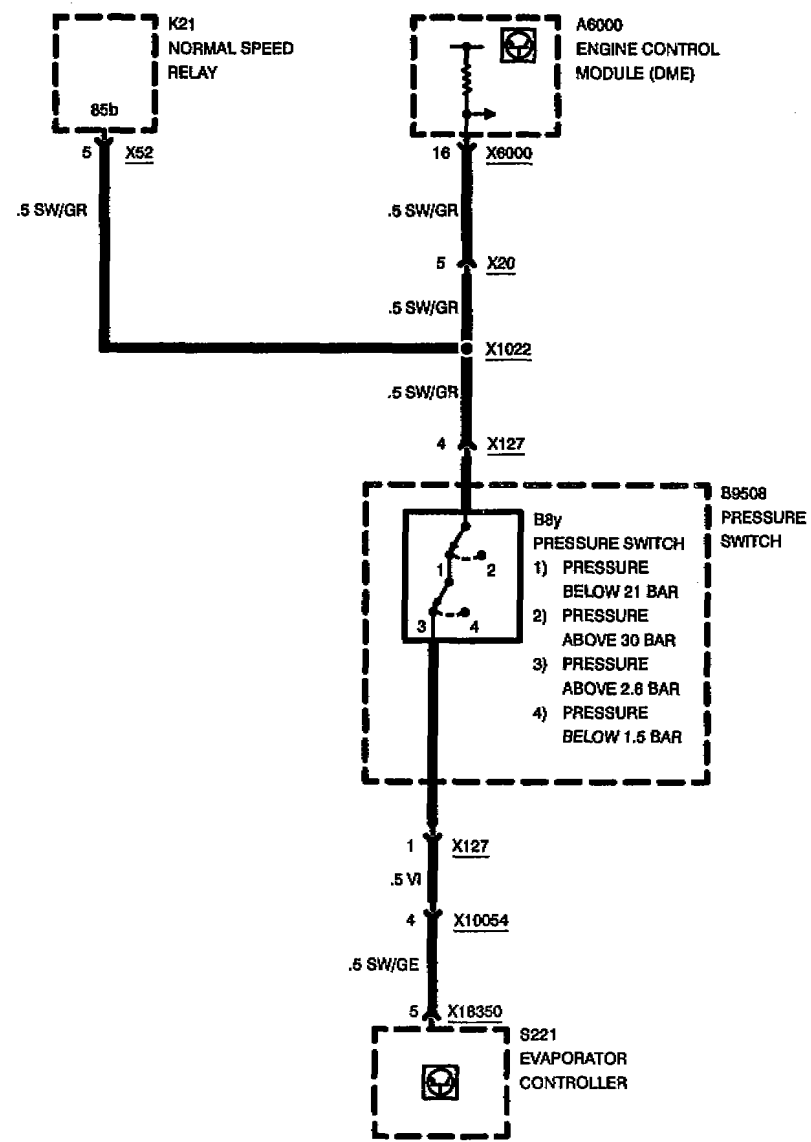 K21
NORMAL SPEED
RELAY
85b
5 X52
.5 SW/GR
A6000
ENGINE CONTROL
MODULE (DME)
16 X6000
.5 SW/GR
5 X20
.5 SW/GR
X1022
.5 SW/GR
4 X127
B9508
PRESSURE
SWITCH
B8y
PRESSURE SWITCH
1) PRESSURE
BELOW 21 BAR
2) PRESSURE
ABOVE 30 BAR
3) PRESSURE
ABOVE 2.8 BAR
4) PRESSURE
BELOW 1.5 BAR
1 2
3 4
1 X127
.5 VI
4 X10054
.5 SW/GE
5 X18350
S221
EVAPORATOR
CONTROLLER